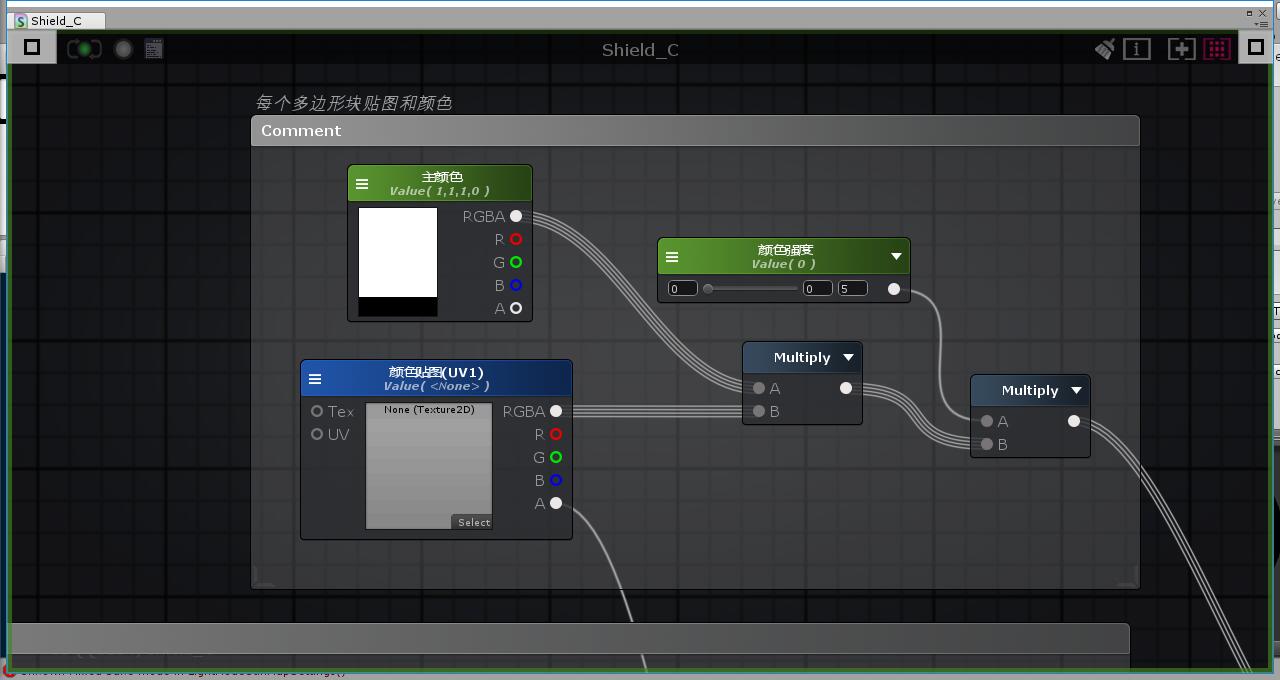 Shield_C
Shield_C
每个多边形块贴图和颜色
Comment
主颜色
Value( 1,1,1,0 )
RGBA
R
G
B
A
颜色强度
Value( 0 )
0
0
5
Multiply
A
B
Multiply
A
B
颜色贴图(UV1)
Value( <None> )
Tex
UV
None (Texture2D)
Select
RGBA
R
G
B
A